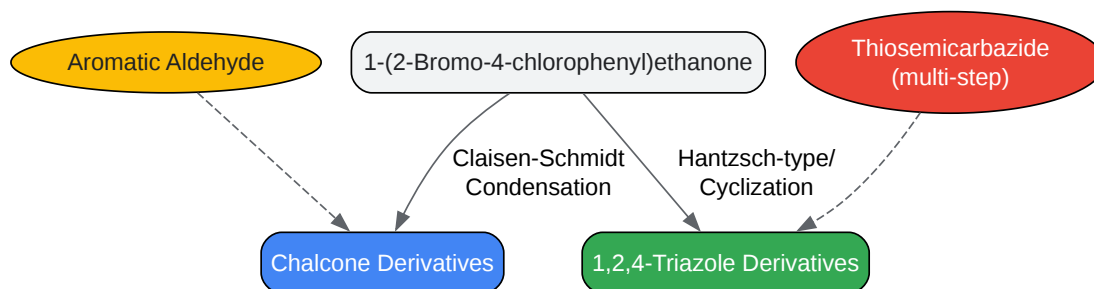 Aromatic Aldehyde
1-(2-Bromo-4-chlorophenyl)ethanone
Thiosemicarbazide
(multi-step)
Claisen-Schmidt
Condensation
Hantzsch-type/
Cyclization
Chalcone Derivatives
1,2,4-Triazole Derivatives